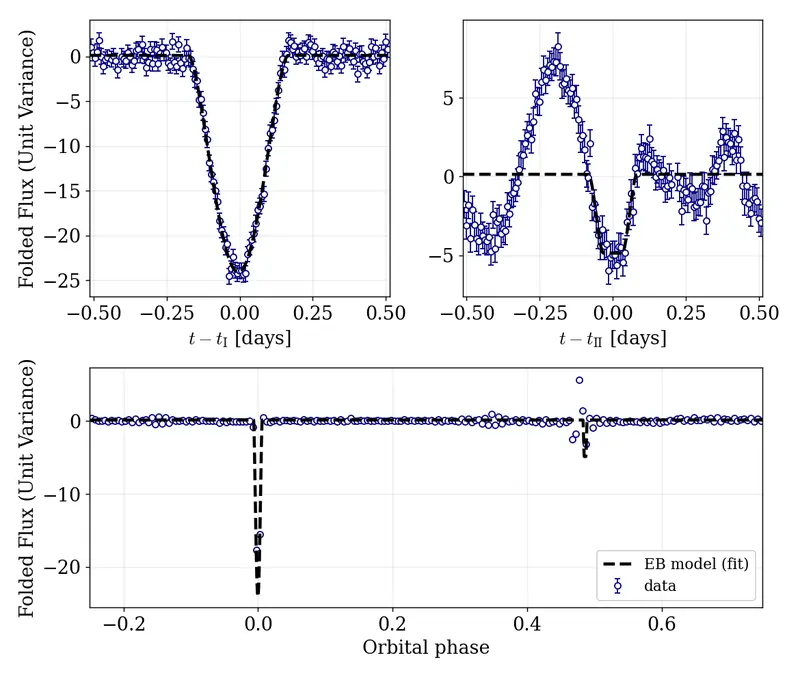 Folded Flux (Unit Variance)
0
−5
−10
−15
−20
−25
−0.50 −0.25 0.00 0.25 0.50
t − tI [days]
5
0
−5
−0.50 −0.25 0.00 0.25 0.50
t − tII [days]
Folded Flux (Unit Variance)
0
−10
−20
EB model (fit)
data
−0.2 0.0 0.2 0.4 0.6
Orbital phase